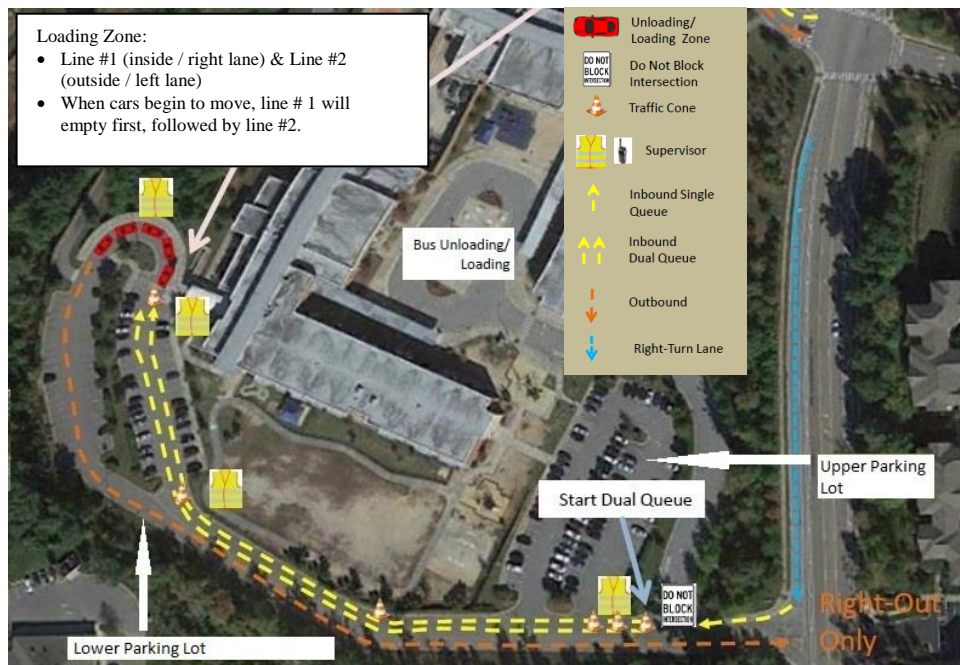 Loading Zone:
• Line #1 (inside / right lane) & Line #2
(outside / left lane)
• When cars begin to move, line # 1 will
empty first, followed by line #2.
Unloading/
Loading Zone
DO NOT
BLOCK
INTERSECTION
Do Not Block
Intersection
Traffic Cone
Supervisor
Inbound Single
Queue
Inbound
Dual Queue
Outbound
Right-Turn Lane
Bus Unloading/
Loading
Upper Parking
Lot
Start Dual Queue
DO NOT
BLOCK
INTERSECTION
Right-Out
Only
Lower Parking Lot